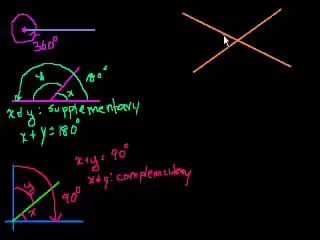 360°
y
180°
x
x+y: supplementary
x+y=180°
x+y=90°
x+y: complementary
y
90°
x